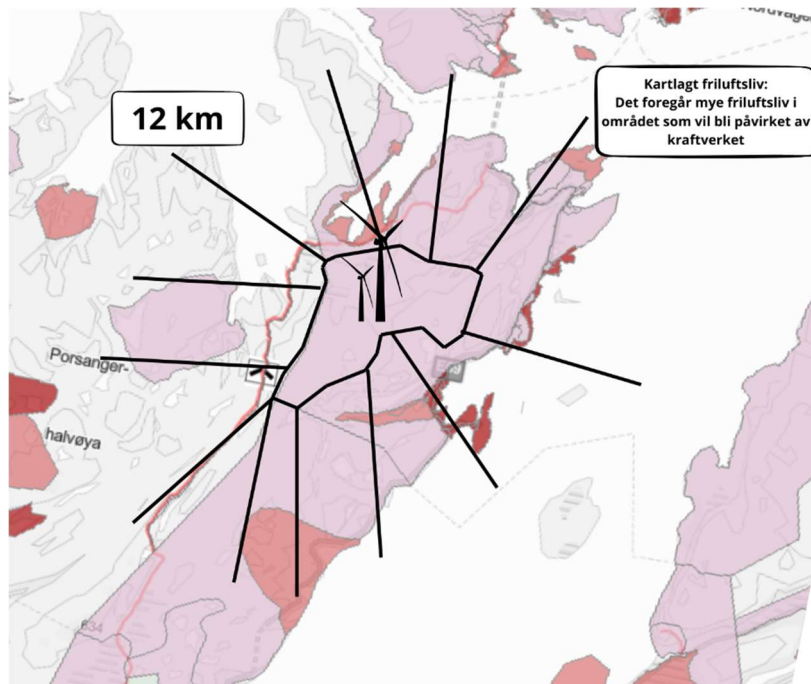 12 km
Kartlagt friluftsliv:
Det foregår mye friluftsliv i
området som vil bli påvirket av
kraftverket
Porsanger-
halvøya
634